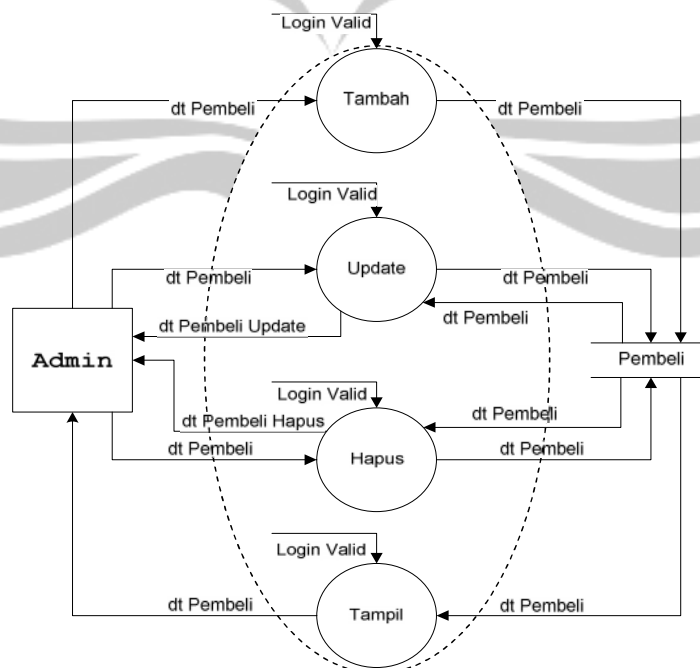 Login Valid
Tambah
dt Pembeli
dt Pembeli
Login Valid
Update
dt Pembeli
dt Pembeli
dt Pembeli
dt Pembeli Update
Admin
Pembeli
Login Valid
dt Pembeli Hapus
dt Pembeli
dt Pembeli
Hapus
dt Pembeli
Login Valid
dt Pembeli
Tampil
dt Pembeli